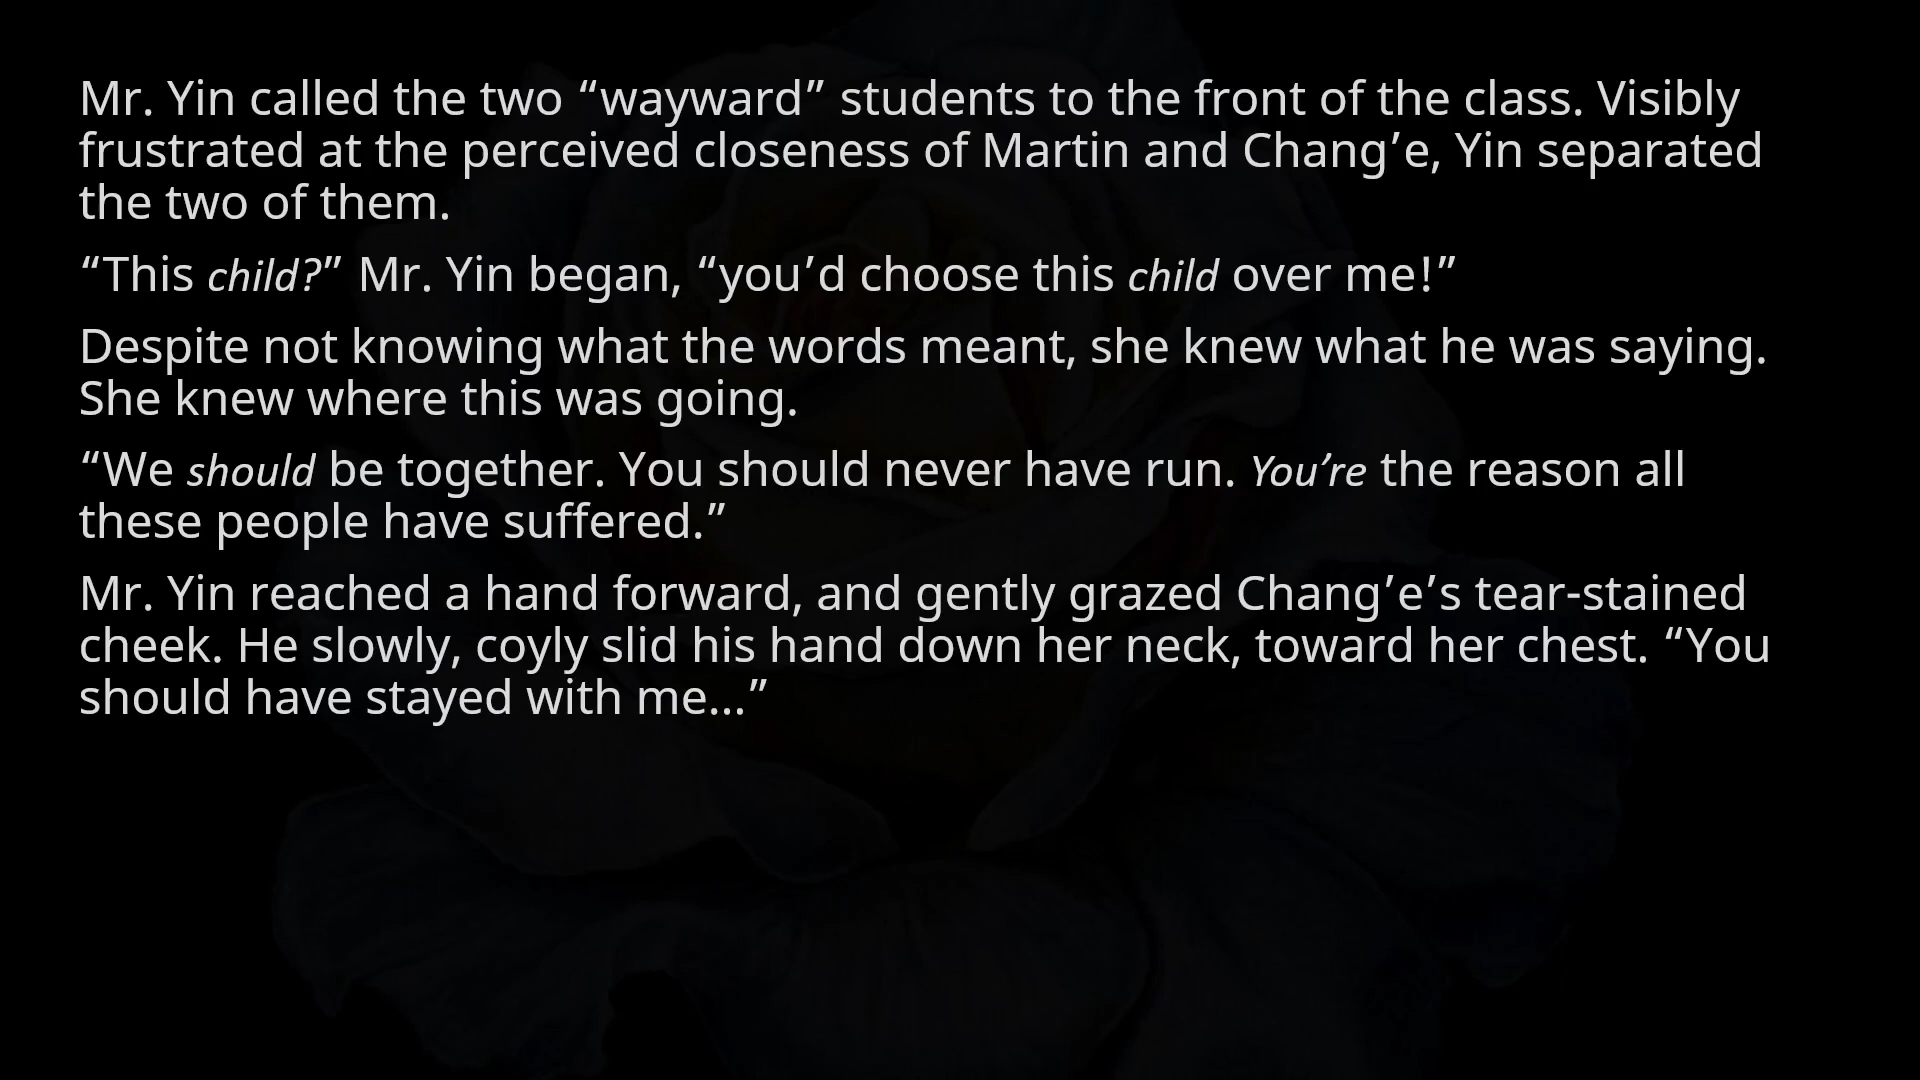 Mr. Yin called the two “wayward” students to the front of the class. Visibly
frustrated at the perceived closeness of Martin and Chang’e, Yin separated
the two of them.
“This child?” Mr. Yin began, “you’d choose this child over me!”
Despite not knowing what the words meant, she knew what he was saying.
She knew where this was going.
“We should be together. You should never have run. You’re the reason all
these people have suffered.”
Mr. Yin reached a hand forward, and gently grazed Chang’e’s tear-stained
cheek. He slowly, coyly slid his hand down her neck, toward her chest. “You
should have stayed with me…”